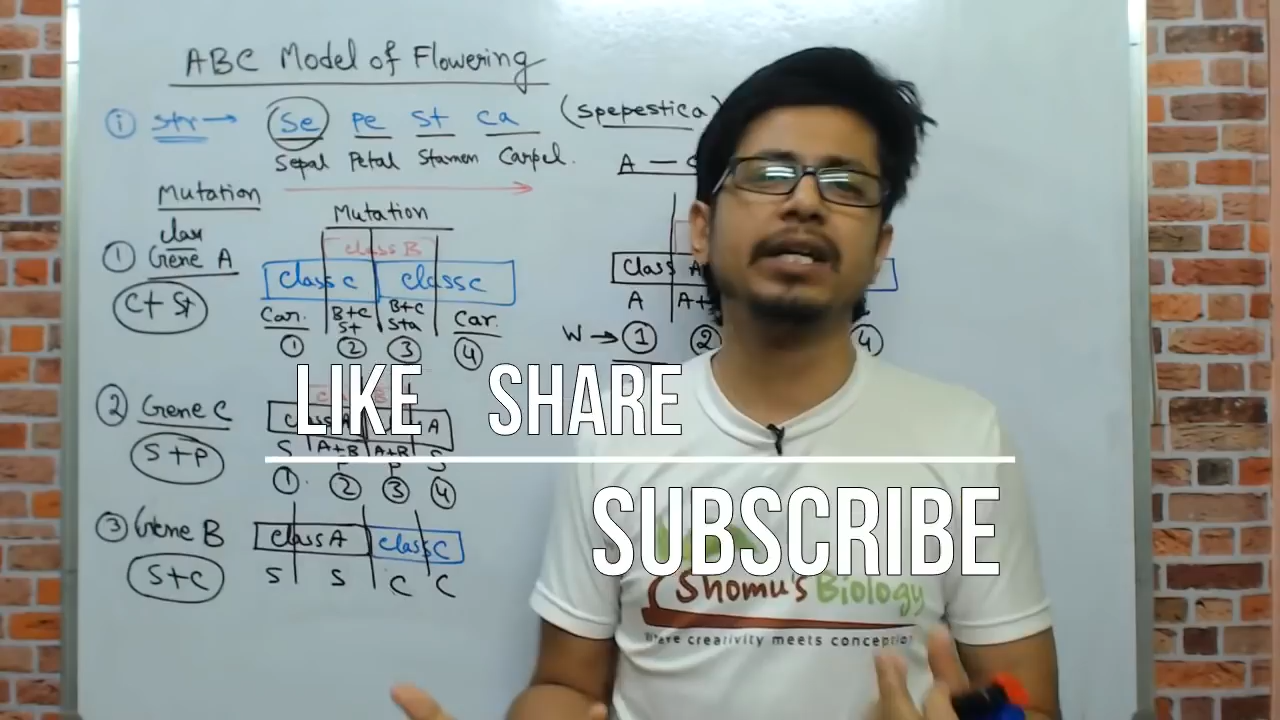 ABC Model of Flowering
i str → Se Pe St Ca (Spepestica)
Sepal Petal Stamen Carpel.
A —
Mutation
Mutation
class
① Gene A
class B
class C class C
Class A
C + St
Car. B+C St B+C Sta Car.
A A+
① ② ③ ④
W → ① ② ④
LIKE SHARE
② Gene C
A
S + P
S A+B A+B S
P P
① ② ③ ④
SUBSCRIBE
③ Gene B
class A class C
S + C
S S C C
Shomu's Biology
Where creativity meets conception